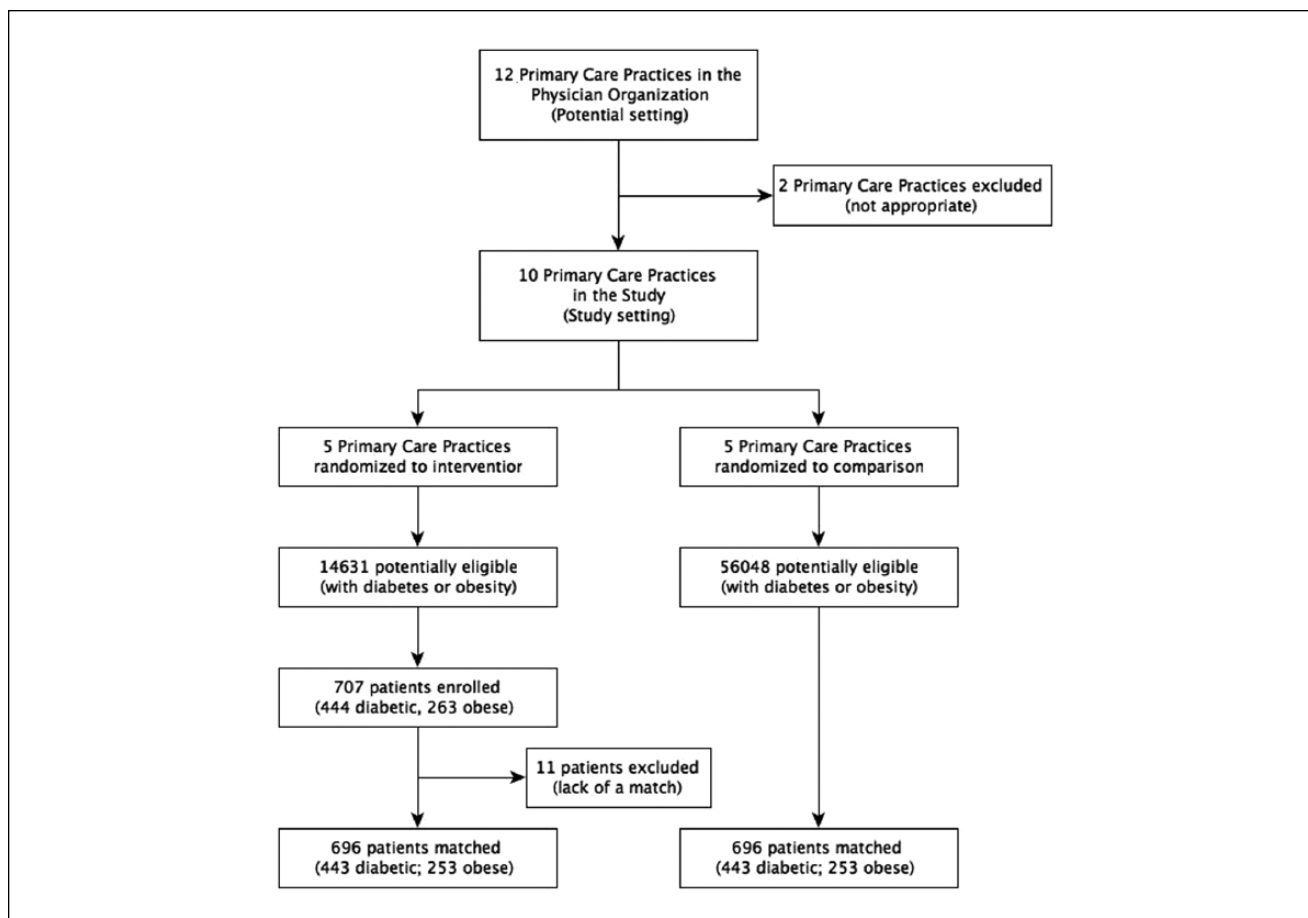 12 Primary Care Practices in the
Physician Organization
(Potential setting)
2 Primary Care Practices excluded
(not appropriate)
10 Primary Care Practices
in the Study
(Study setting)
5 Primary Care Practices
randomized to interventior
5 Primary Care Practices
randomized to comparison
14631 potentially eligible
(with diabetes or obesity)
56048 potentially eligible
(with diabetes or obesity)
707 patients enrolled
(444 diabetic, 263 obese)
11 patients excluded
(lack of a match)
696 patients matched
(443 diabetic; 253 obese)
696 patients matched
(443 diabetic; 253 obese)